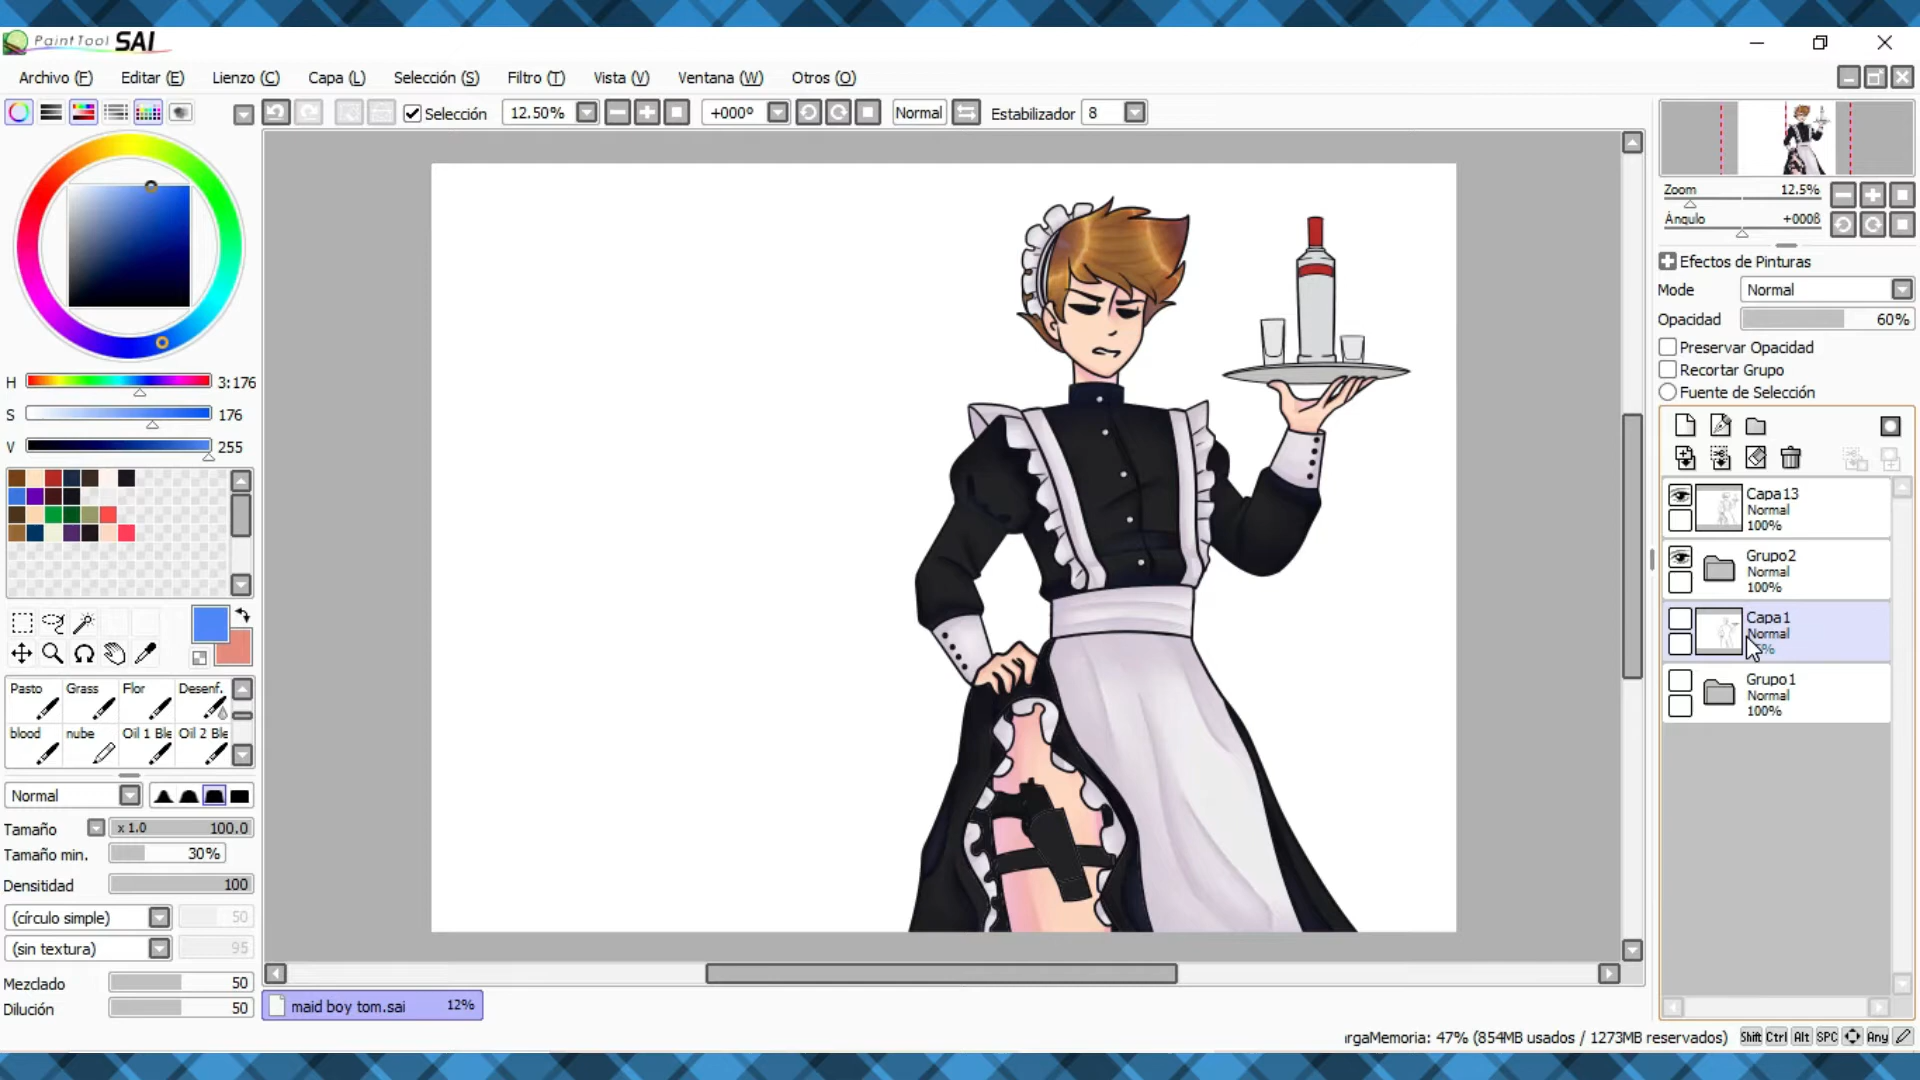 PaintTool SAI
Archivo (F) Editar (E) Lienzo (C) Capa (L) Selección (S) Filtro (T) Vista (V) Ventana (W) Otros (O)
Selección 12.50% +000º Normal Estabilizador 8
Zoom 12.5%
Ángulo +000ß
Efectos de Pinturas
Mode Normal
Opacidad 60%
Preservar Opacidad
Recortar Grupo
Fuente de Selección
H 3:176
S 176
V 255
Capa13
Normal
100%
Grupo2
Normal
100%
Capa1
Normal
Grupo1
Normal
100%
Pasto Grass Flor Desenf.
blood nube Oil 1 Ble Oil 2 Ble
Normal
Tamaño x 1.0 100.0
Tamaño min. 30%
Densitidad 100
(círculo simple) 50
(sin textura) 95
Mezclado 50
Dilución 50
maid boy tom.sai 12%
irgaMemoria: 47% (854MB usados / 1273MB reservados) Shift Ctrl Alt SPC Any